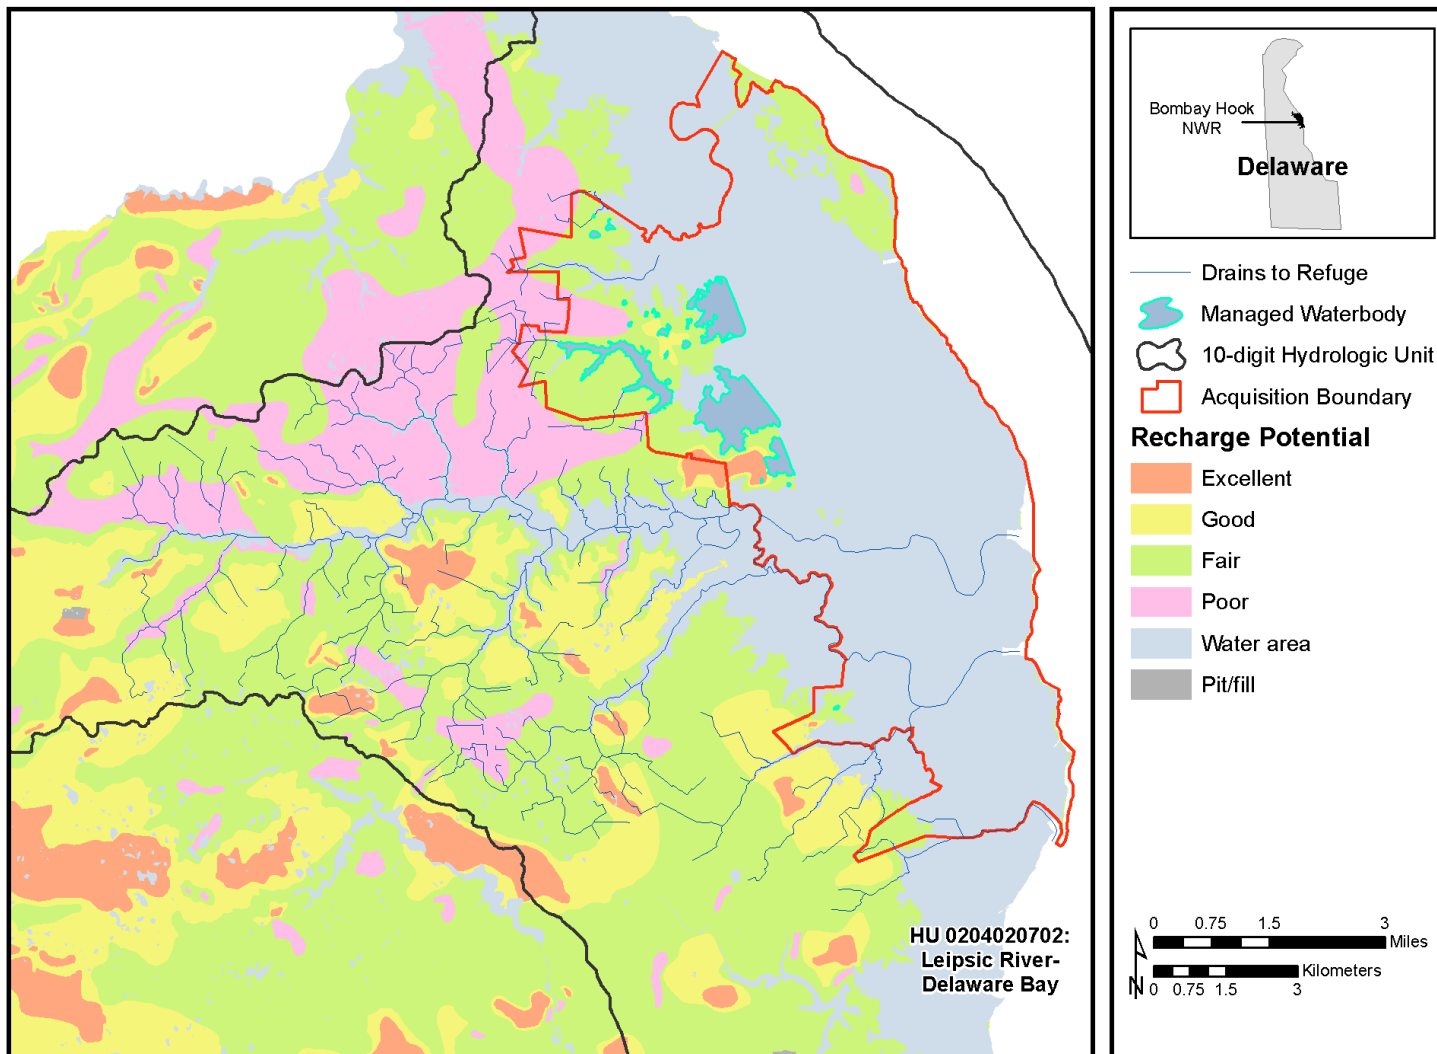 Bombay Hook
NWR
Delaware
Drains to Refuge
Managed Waterbody
10-digit Hydrologic Unit
Acquisition Boundary
Recharge Potential
Excellent
Good
Fair
Poor
Water area
Pit/fill
HU 0204020702:
Leipsic River-
Delaware Bay
0 0.75 1.5 3
Miles
Kilometers
0 0.75 1.5 3
N